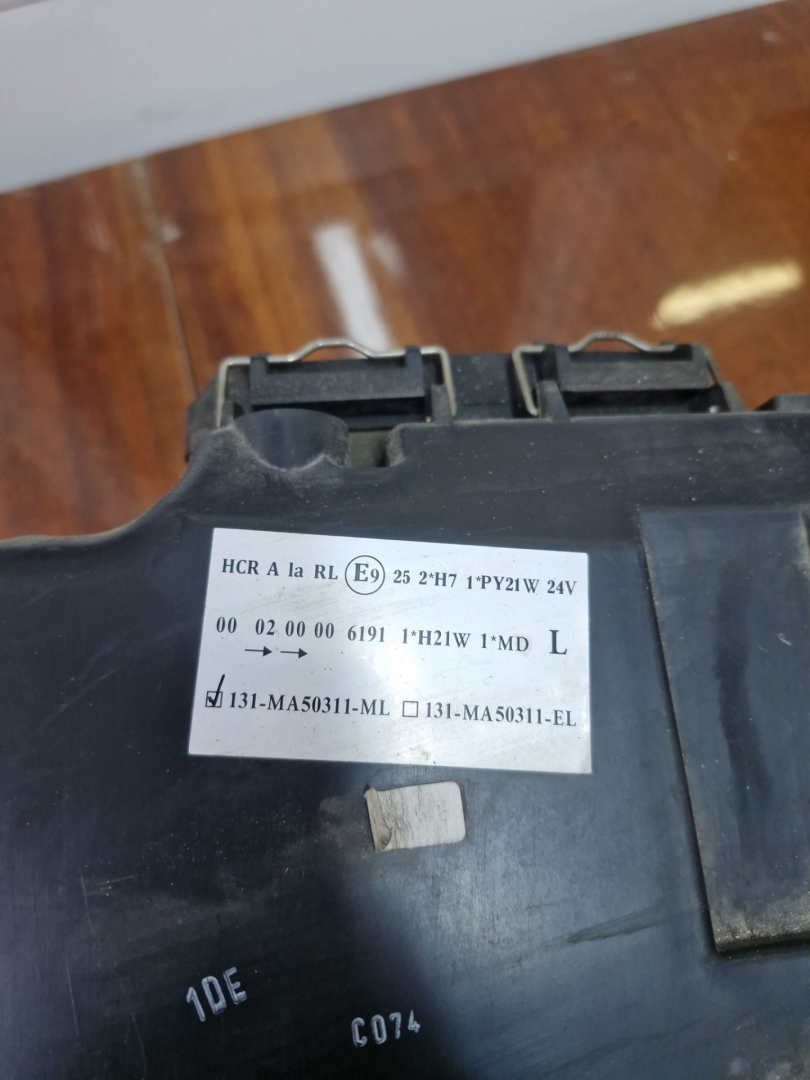 HCR A la RL E9 25 2*H7 1*PY21W 24V
00 02 00 00 6191 1*H21W 1*MD L
→ →
☑ 131-MA50311-ML ☐ 131-MA50311-EL
1DE
C074